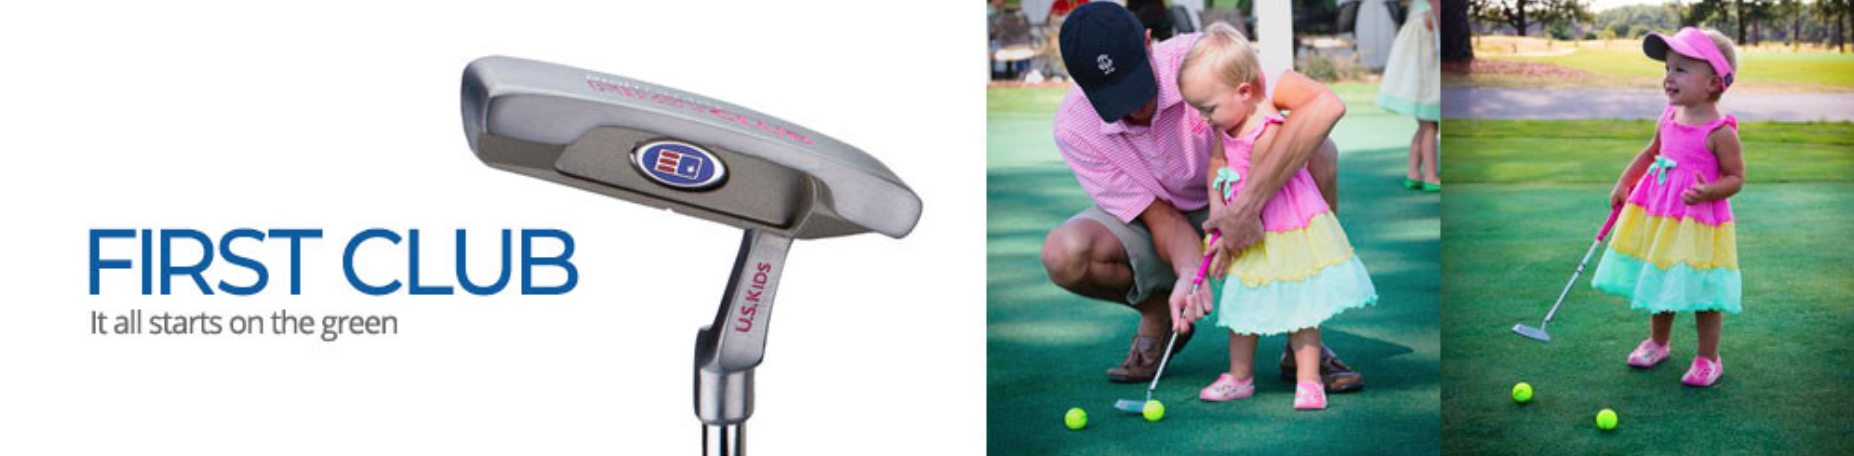 FIRST CLUB
It all starts on the green
U.S.KIDS